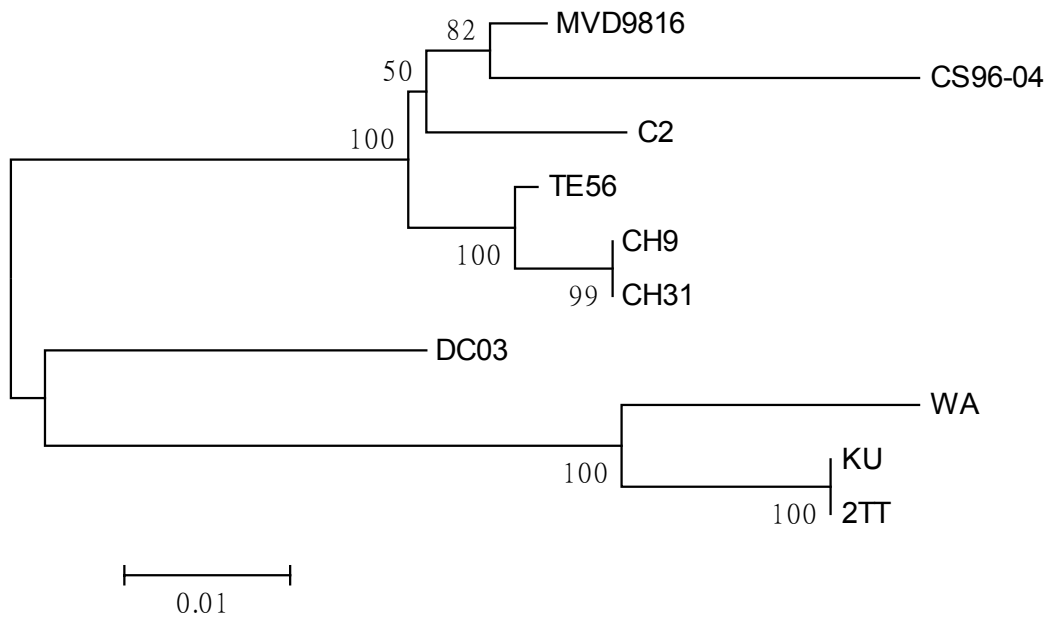 MVD9816
82
CS96-04
50
C2
100
TE56
CH9
100
CH31
99
DC03
WA
KU
100
2TT
100
0.01